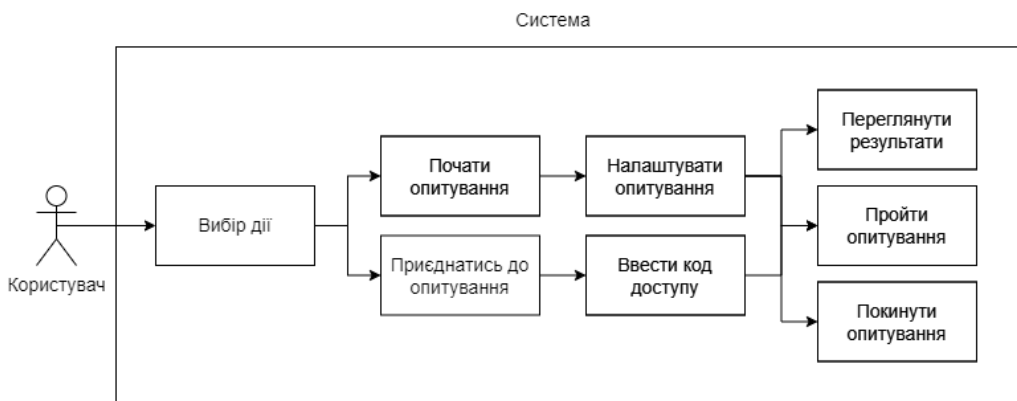 Система
Користувач
Вибір дії
Почати
опитування
Приєднатись до
опитування
Налаштувати
опитування
Ввести код
доступу
Переглянути
результати
Пройти
опитування
Покинути
опитування